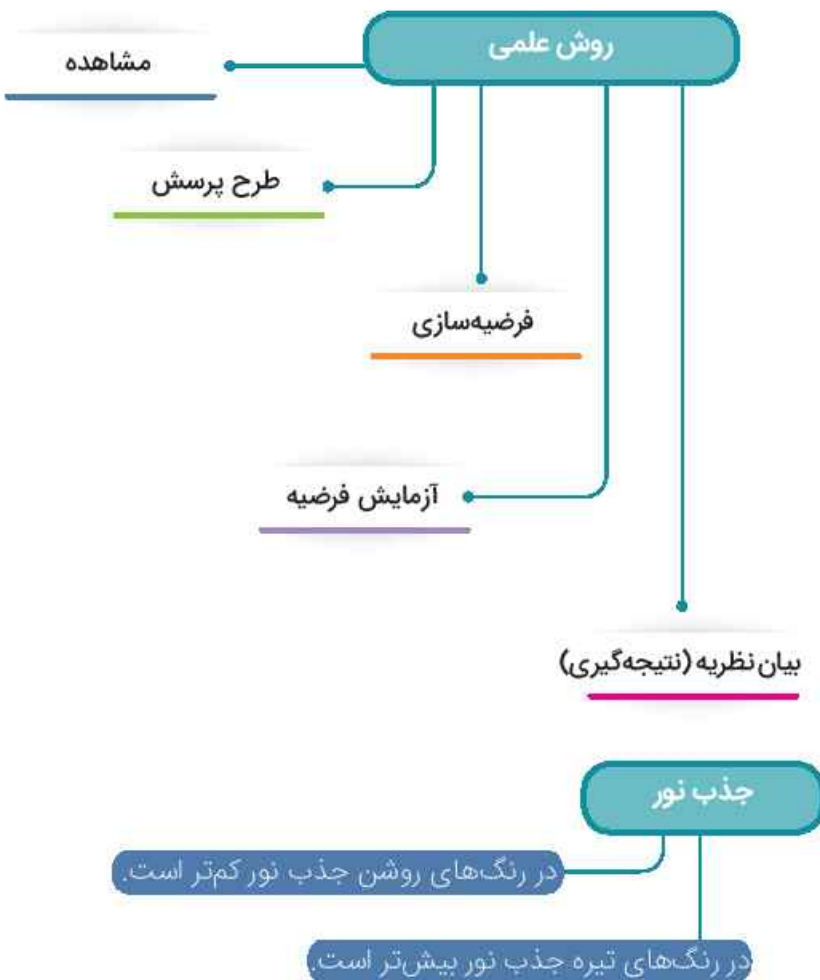 روش علمی
مشاهده
طرح پرسش
فرضیه‌سازی
آزمایش فرضیه
بیان نظریه (نتیجه‌گیری)
جذب نور
در رنگ‌های روشن جذب نور کم‌تر است.
در رنگ‌های تیره جذب نور بیش‌تر است.